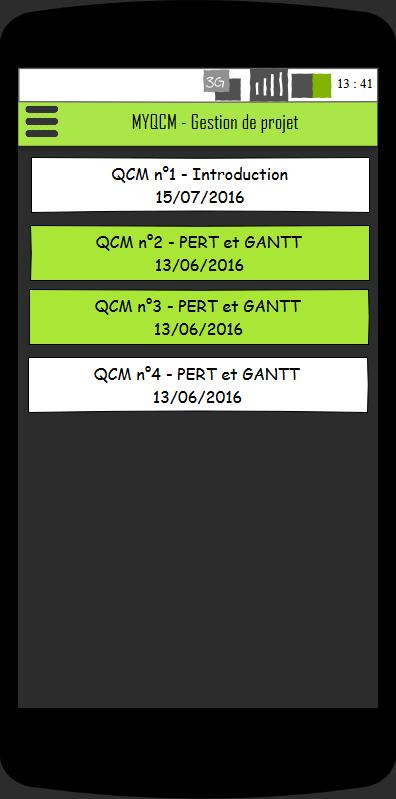 3G
13 : 41
MYQCM - Gestion de projet
QCM n°1 - Introduction
15/07/2016
QCM n°2 - PERT et GANTT
13/06/2016
QCM n°3 - PERT et GANTT
13/06/2016
QCM n°4 - PERT et GANTT
13/06/2016